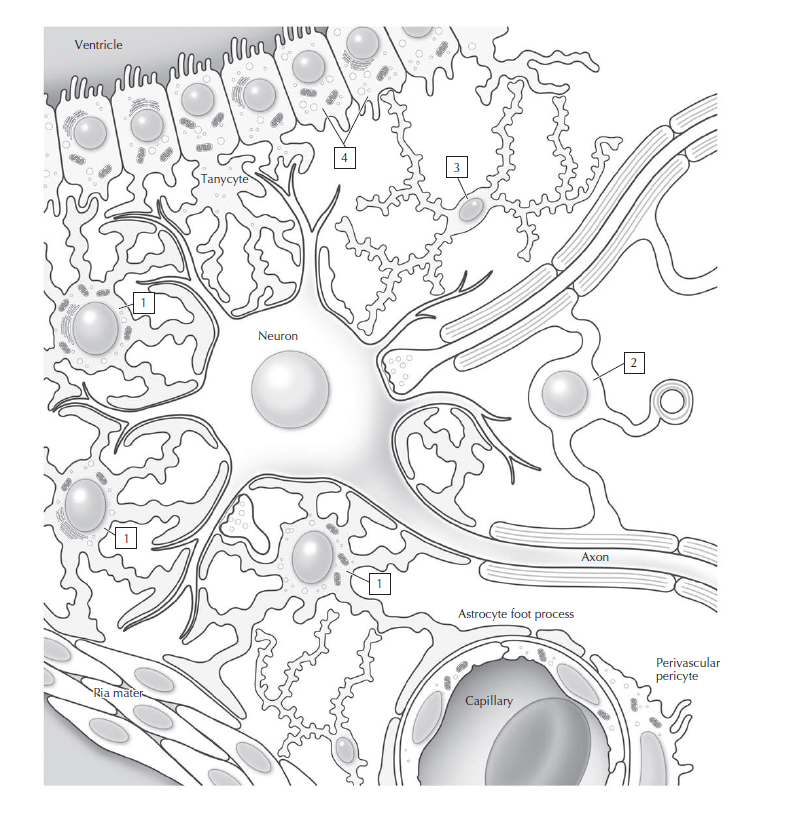 Ventricle
4
3
Tanycyte
1
Neuron
2
1
Axon
1
Astrocyte foot process
Perivascular
pericyte
Pia mater
Capillary